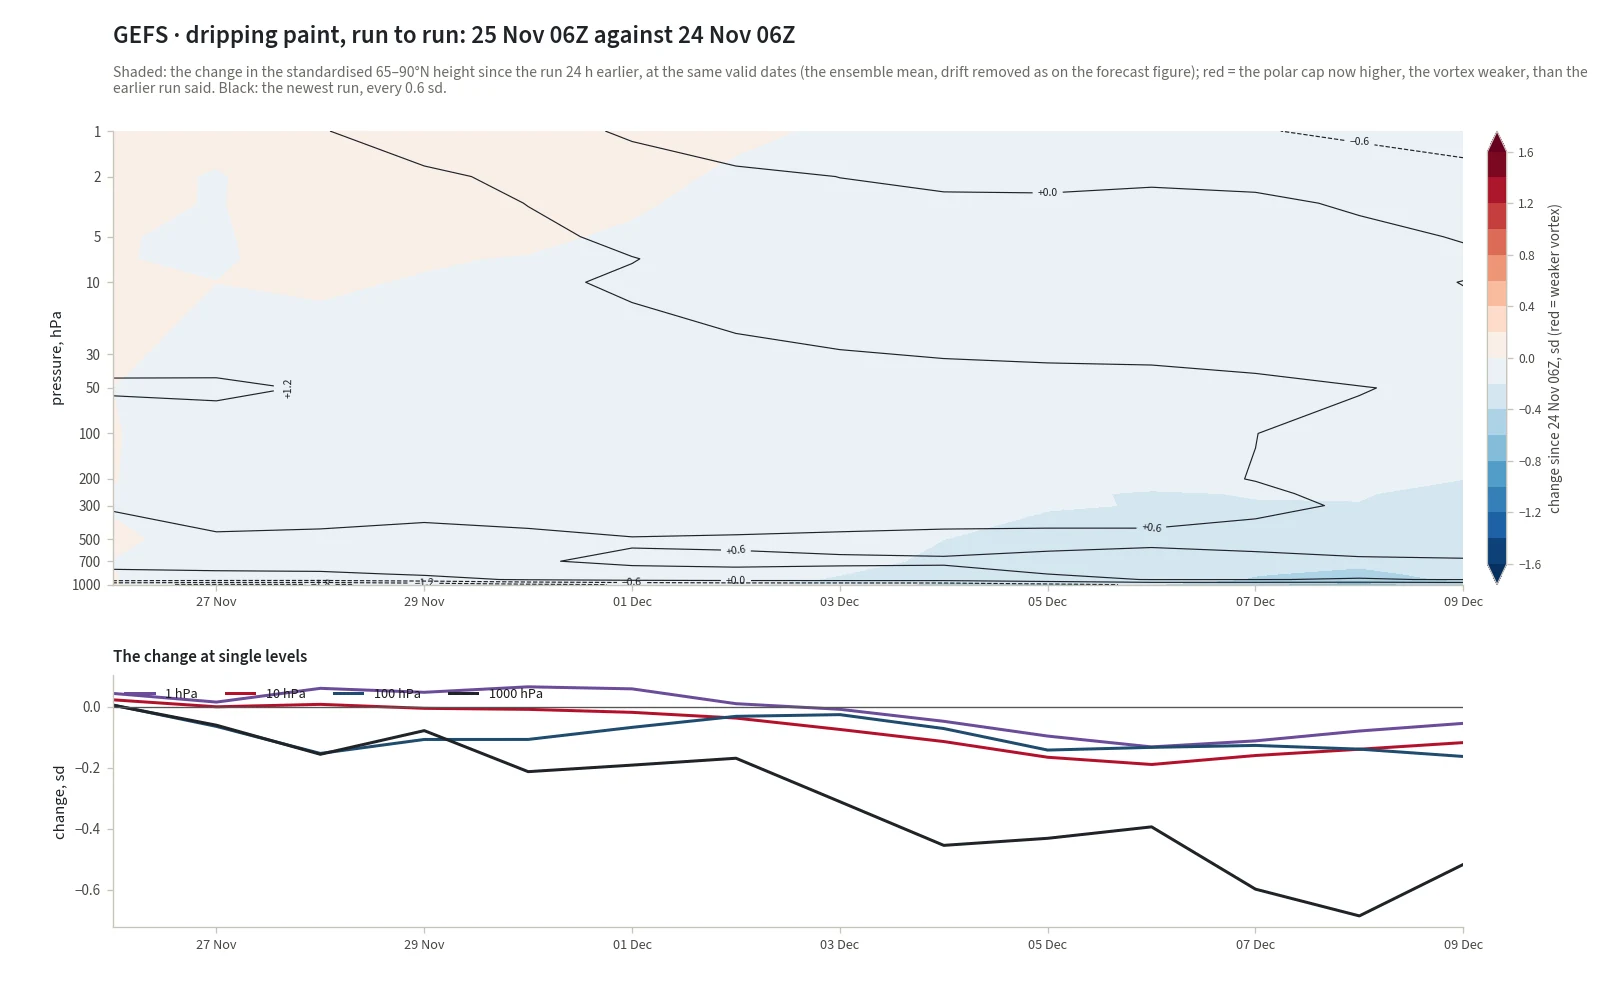 GEFS · dripping paint, run to run: 25 Nov 06Z against 24 Nov 06Z
Shaded: the change in the standardised 65–90°N height since the run 24 h earlier, at the same valid dates (the ensemble mean, drift removed as on the forecast figure); red = the polar cap now higher, the vortex weaker, than the
earlier run said. Black: the newest run, every 0.6 sd.
pressure, hPa
1
2
5
10
30
50
100
200
300
500
700
1000
−0.6
+0.0
+1.2
+0.6
+0.6
+0.0
−0.6
−1.2
27 Nov
29 Nov
01 Dec
03 Dec
05 Dec
07 Dec
09 Dec
1.6
1.2
0.8
0.4
0.0
−0.4
−0.8
−1.2
−1.6
change since 24 Nov 06Z, sd (red = weaker vortex)
The change at single levels
1 hPa
10 hPa
100 hPa
1000 hPa
change, sd
0.0
−0.2
−0.4
−0.6
27 Nov
29 Nov
01 Dec
03 Dec
05 Dec
07 Dec
09 Dec